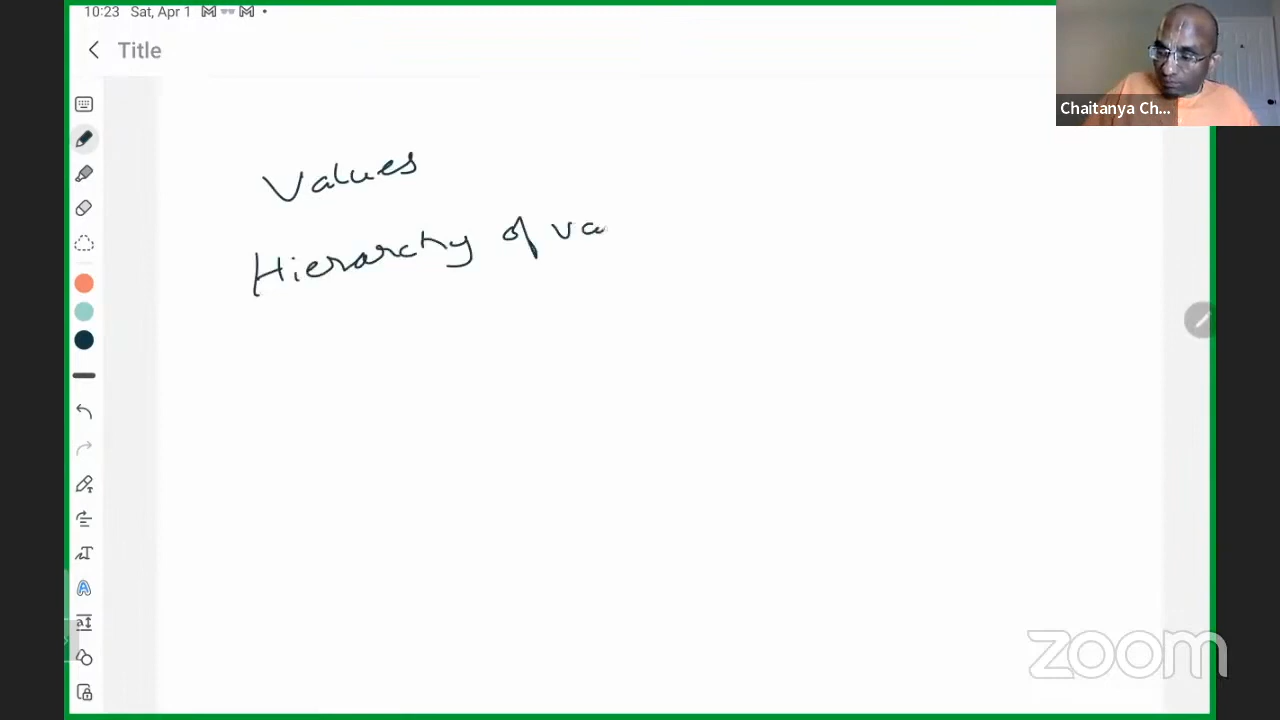 10:23 Sat, Apr 1
Title
Chaitanya Ch...
Values
Hierarchy of va
zoom